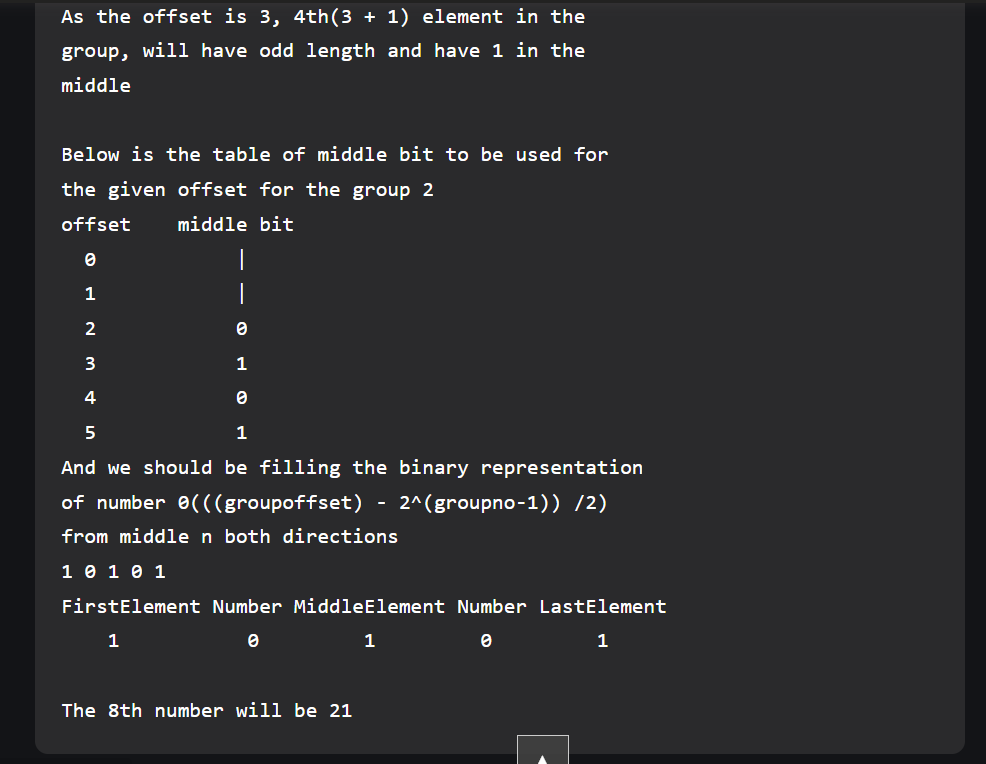 As the offset is 3, 4th(3 + 1) element in the
group, will have odd length and have 1 in the
middle

Below is the table of middle bit to be used for
the given offset for the group 2
offset    middle bit
  0            |
  1            |
  2            0
  3            1
  4            0
  5            1
And we should be filling the binary representation
of number 0(((groupoffset) - 2^(groupno-1)) /2)
from middle n both directions
1 0 1 0 1
FirstElement Number MiddleElement Number LastElement
    1           0         1         0         1

The 8th number will be 21